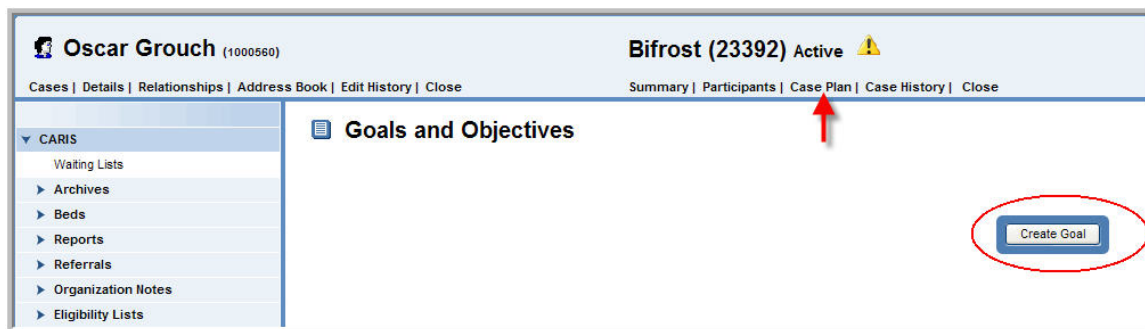 Oscar Grouch (1000560)
Bifrost (23392) Active
Cases | Details | Relationships | Address Book | Edit History | Close
Summary | Participants | Case Plan | Case History | Close
CARIS
Waiting Lists
Archives
Beds
Reports
Referrals
Organization Notes
Eligibility Lists
Goals and Objectives
Create Goal